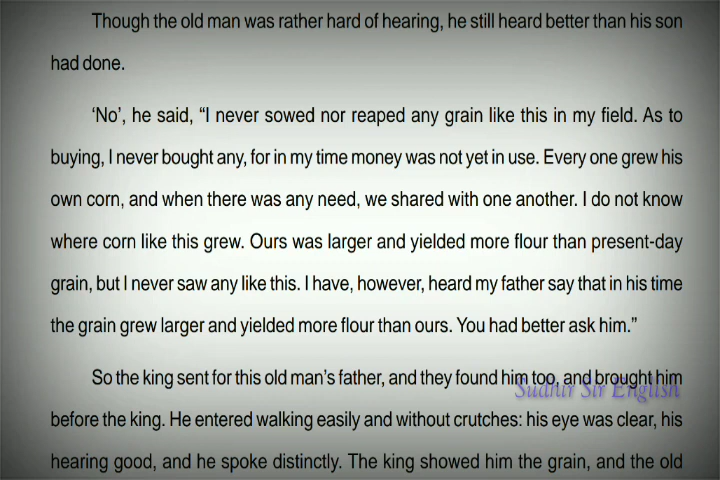 Though the old man was rather hard of hearing, he still heard better than his son
had done.
‘No’, he said, “I never sowed nor reaped any grain like this in my field. As to
buying, I never bought any, for in my time money was not yet in use. Every one grew his
own corn, and when there was any need, we shared with one another. I do not know
where corn like this grew. Ours was larger and yielded more flour than present-day
grain, but I never saw any like this. I have, however, heard my father say that in his time
the grain grew larger and yielded more flour than ours. You had better ask him.”
So the king sent for this old man’s father, and they found him too, and brought him
Sudhir Sir English
before the king. He entered walking easily and without crutches: his eye was clear, his
hearing good, and he spoke distinctly. The king showed him the grain, and the old